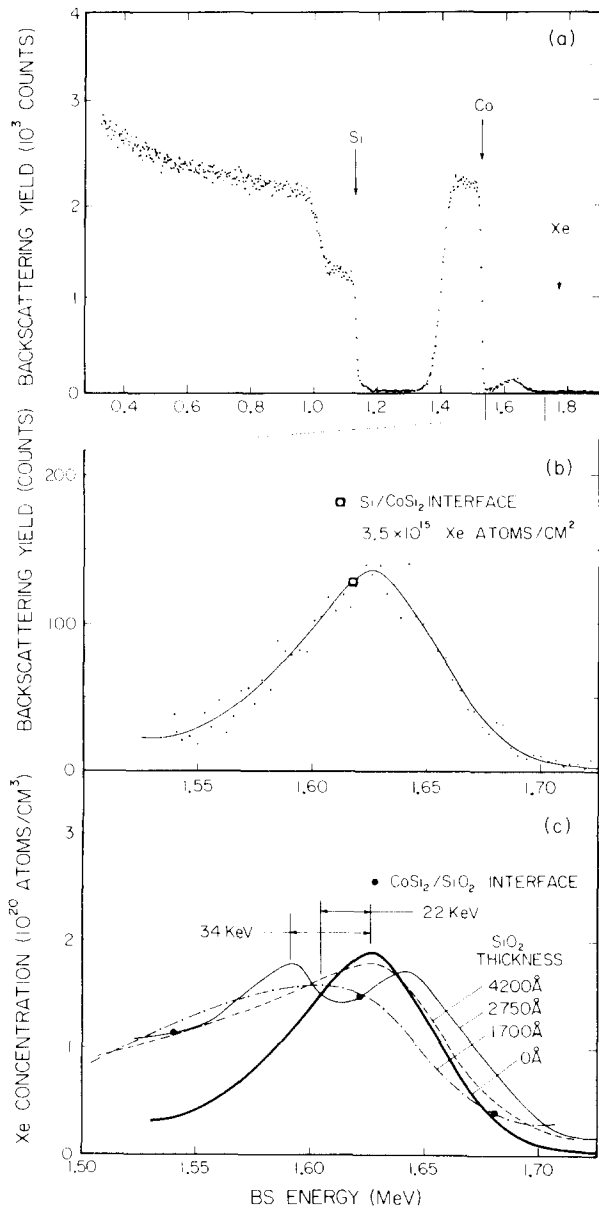 (a)
BACKSCATTERING YIELD (10³ COUNTS)
4
3
2
1
0
Si
Co
Xe
0.4 0.6 0.8 1.0 1.2 1.4 1.6 1.8
(b)
BACKSCATTERING YIELD (COUNTS)
200
100
0
Si/CoSi₂ INTERFACE
3.5×10¹⁵ Xe ATOMS/CM²
1.55 1.60 1.65 1.70
(c)
Xe CONCENTRATION (10²⁰ ATOMS/CM³)
3
2
1
0
CoSi₂/SiO₂ INTERFACE
22 KeV
34 KeV
SiO₂
THICKNESS
4200Å
2750Å
1700Å
0Å
1.50 1.55 1.60 1.65 1.70
BS ENERGY (MeV)